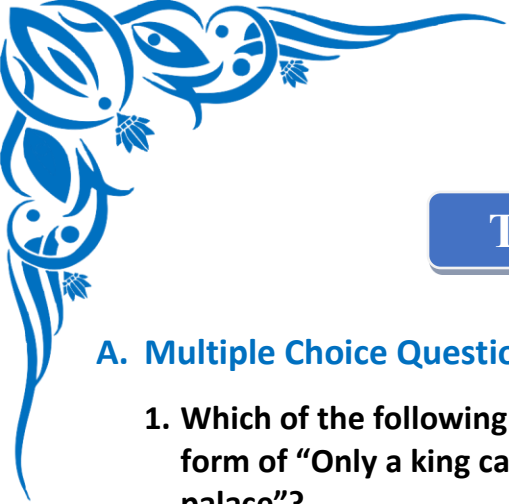 T
A. Multiple Choice Questio
1. Which of the following
form of “Only a king ca
palace”?